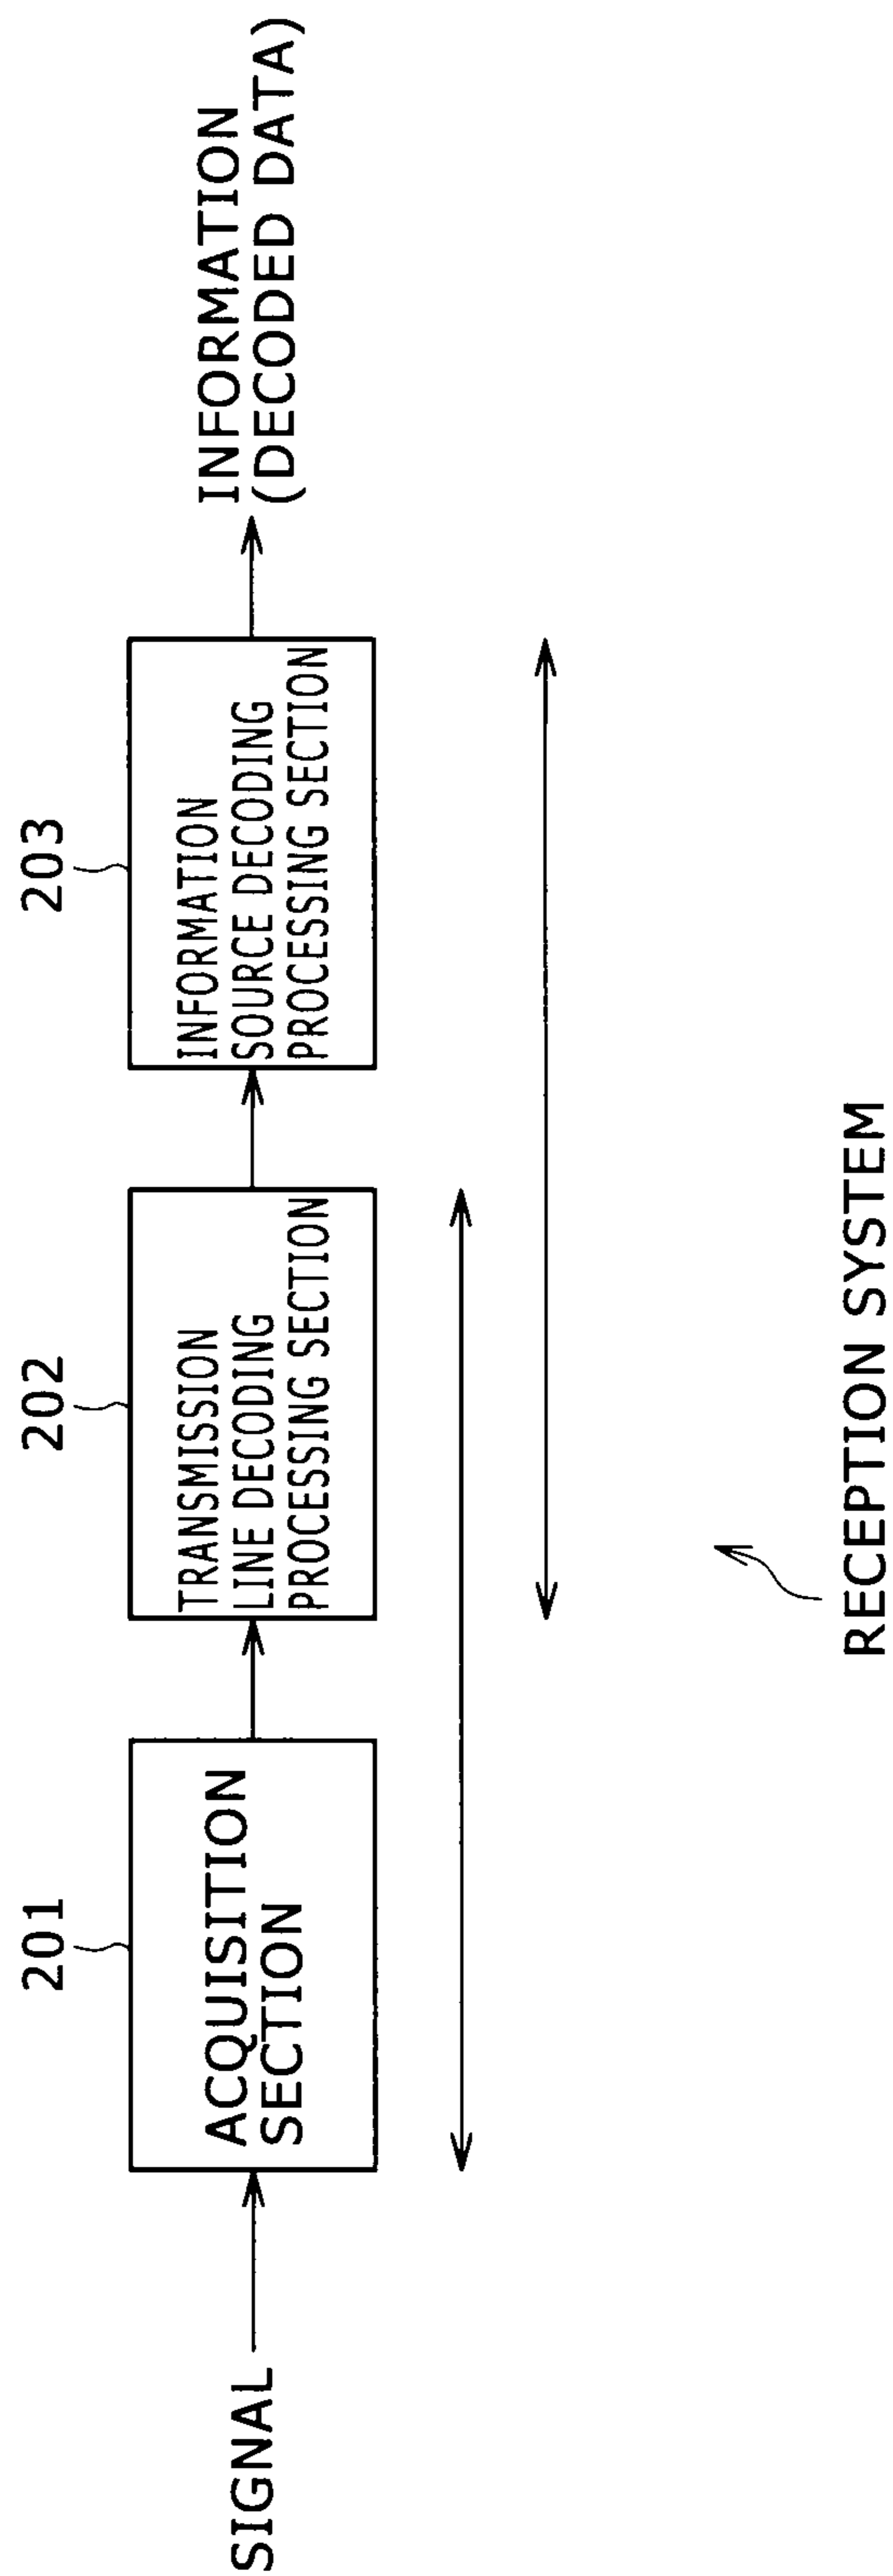 201
202
203
SIGNAL
ACQUISITION
SECTION
TRANSMISSION
LINE DECODING
PROCESSING SECTION
INFORMATION
SOURCE DECODING
PROCESSING SECTION
INFORMATION
(DECODED DATA)
RECEPTION SYSTEM